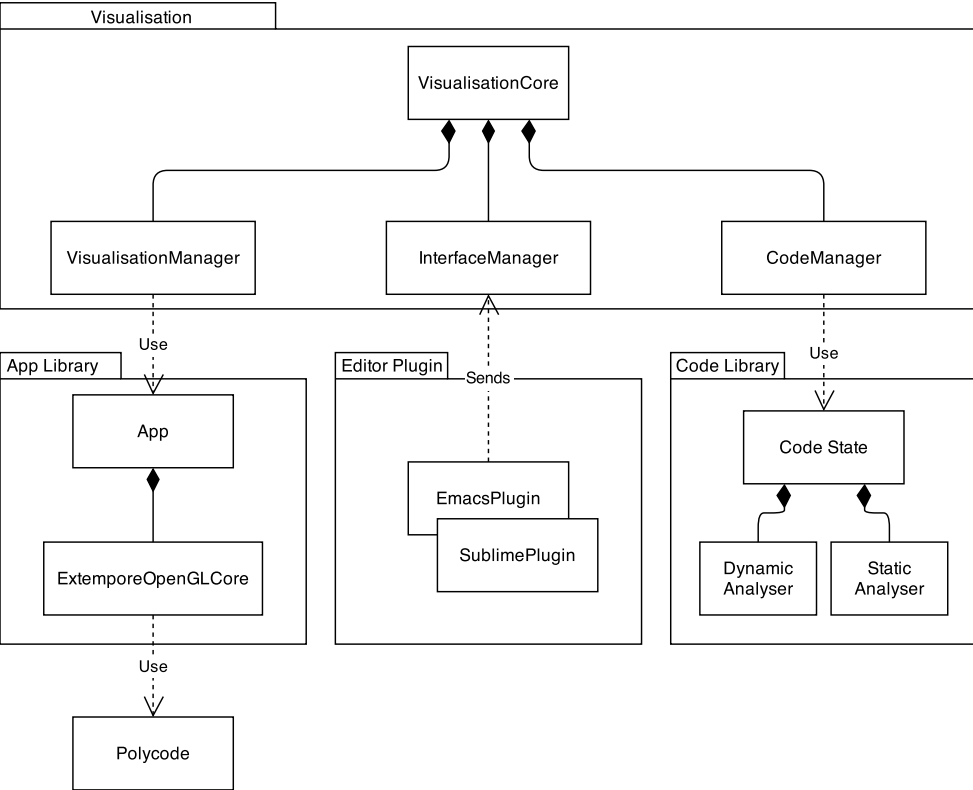 Visualisation
VisualisationCore
VisualisationManager
InterfaceManager
CodeManager
Use
Use
App Library
Editor Plugin
Code Library
Sends
App
Code State
EmacsPlugin
SublimePlugin
ExtemporeOpenGLCore
Dynamic
Analyser
Static
Analyser
Use
Polycode